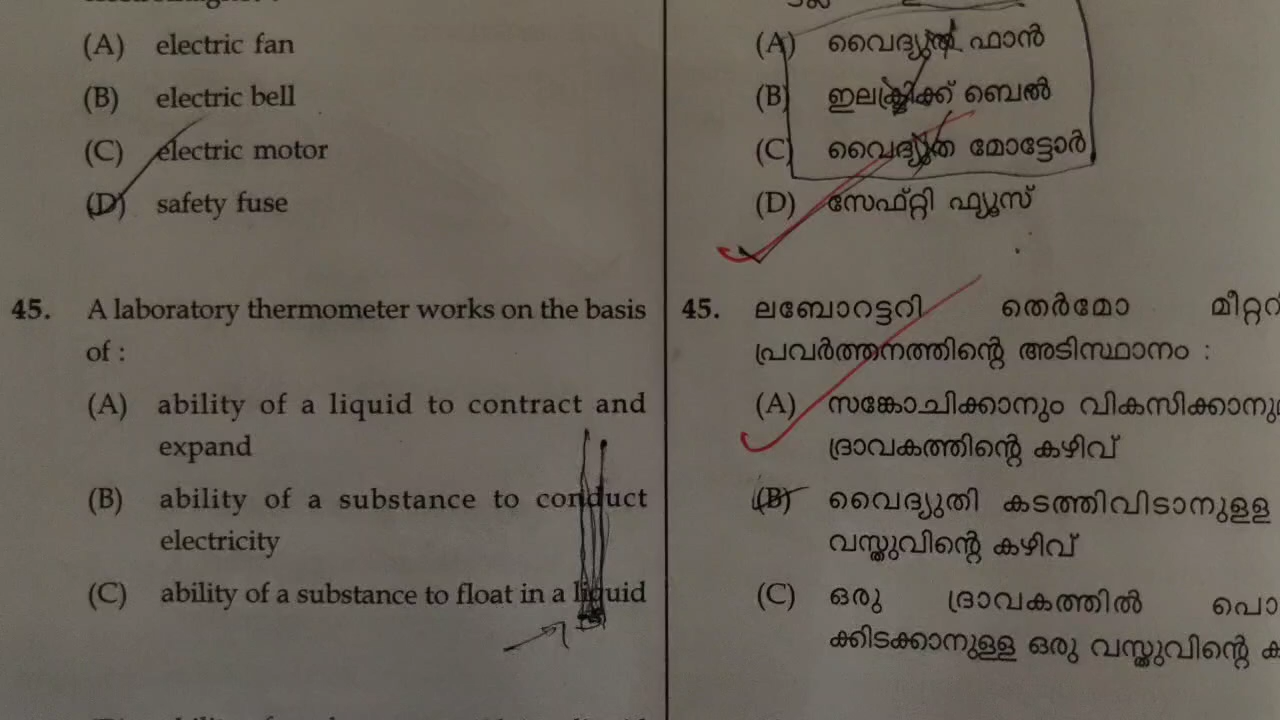 (A) electric fan
(B) electric bell
(C) electric motor
(D) safety fuse
45. A laboratory thermometer works on the basis
of :
(A) ability of a liquid to contract and
expand
(B) ability of a substance to conduct
electricity
(C) ability of a substance to float in a liquid
(A) വൈദ്യുത ഫാൻ
(B) ഇലക്ട്രിക്ക് ബെൽ
(C) വൈദ്യുത മോട്ടോർ
(D) സേഫ്റ്റി ഫ്യൂസ്
45. ലബോറട്ടറി തെർമോ മീറ്ററി
പ്രവർത്തനത്തിന്റെ അടിസ്ഥാനം :
(A) സങ്കോചിക്കാനും വികസിക്കാനു
ദ്രാവകത്തിന്റെ കഴിവ്
(B) വൈദ്യുതി കടത്തിവിടാനുള്ള
വസ്തുവിന്റെ കഴിവ്
(C) ഒരു ദ്രാവകത്തിൽ പൊ
ക്കിടക്കാനുള്ള ഒരു വസ്തുവിന്റെ ക